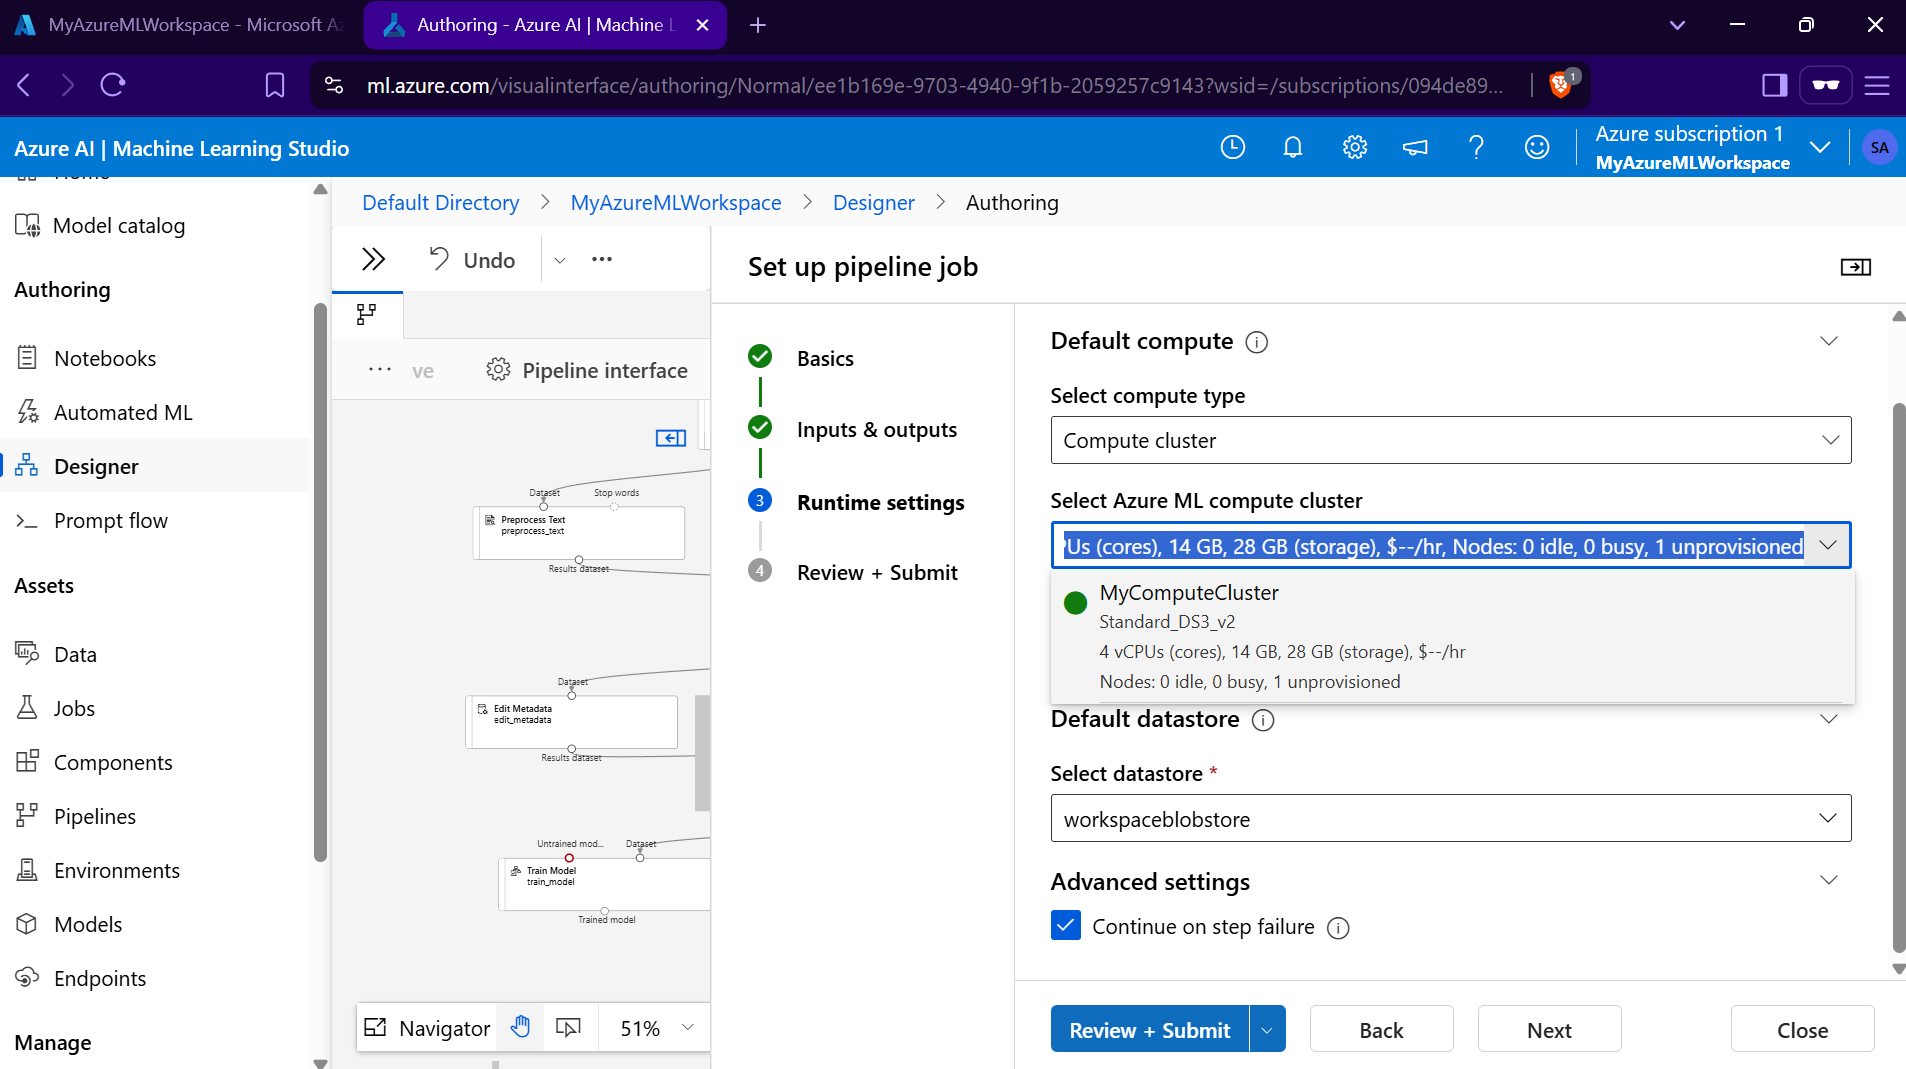 MyAzureMLWorkspace - Microsoft Az
Authoring - Azure AI | Machine L
ml.azure.com/visualinterface/authoring/Normal/ee1b169e-9703-4940-9f1b-2059257c9143?wsid=/subscriptions/094de89...
1
Azure AI | Machine Learning Studio
Azure subscription 1
MyAzureMLWorkspace
SA
Home
Model catalog
Authoring
Notebooks
Automated ML
Designer
Prompt flow
Assets
Data
Jobs
Components
Pipelines
Environments
Models
Endpoints
Manage
Default Directory > MyAzureMLWorkspace > Designer > Authoring
Undo
ve
Pipeline interface
Dataset
Stop words
Preprocess Text
preprocess_text
Results dataset
Dataset
Edit Metadata
edit_metadata
Results dataset
Untrained mod...
Dataset
Train Model
train_model
Trained model
Navigator
51%
Set up pipeline job
Basics
Inputs & outputs
3
Runtime settings
4
Review + Submit
Default compute
Select compute type
Compute cluster
Select Azure ML compute cluster
PUs (cores), 14 GB, 28 GB (storage), $--/hr, Nodes: 0 idle, 0 busy, 1 unprovisioned
MyComputeCluster
Standard_DS3_v2
4 vCPUs (cores), 14 GB, 28 GB (storage), $--/hr
Nodes: 0 idle, 0 busy, 1 unprovisioned
Default datastore
Select datastore *
workspaceblobstore
Advanced settings
Continue on step failure
Review + Submit
Back
Next
Close